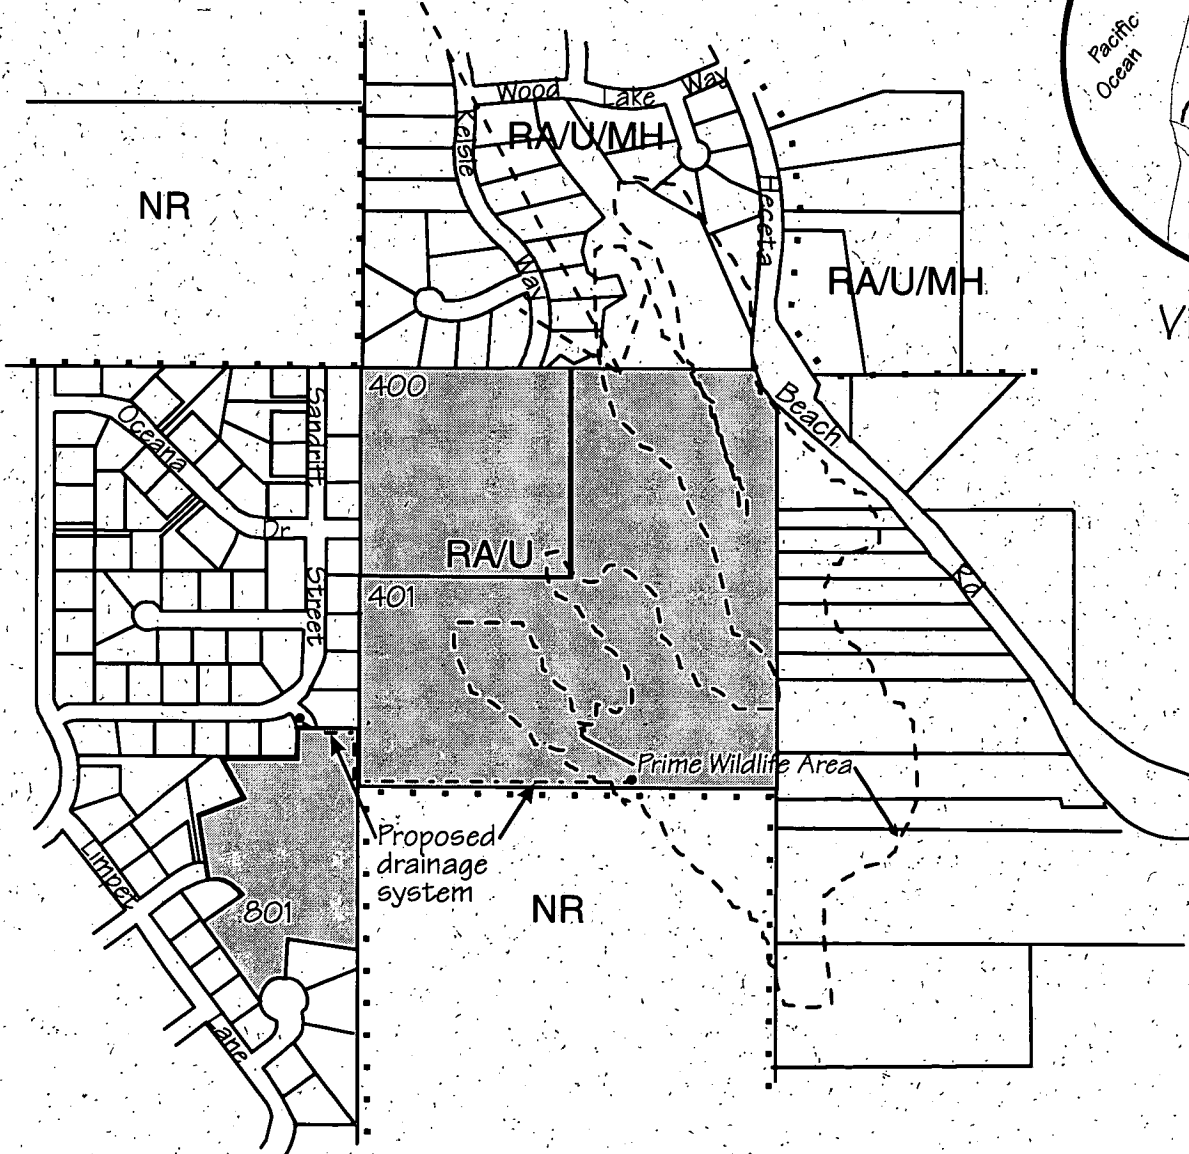 Pacific
Ocean
Wood Lake Way
Keisle
Way
RA/U/MH
NR
Heceta
RA/U/MH
V
400
Beach
Rd
Sandrift
Street
Oceana
Dr
RA/U
401
Prime Wildlife Area
Proposed
drainage
system
Limpet
Lane
801
NR